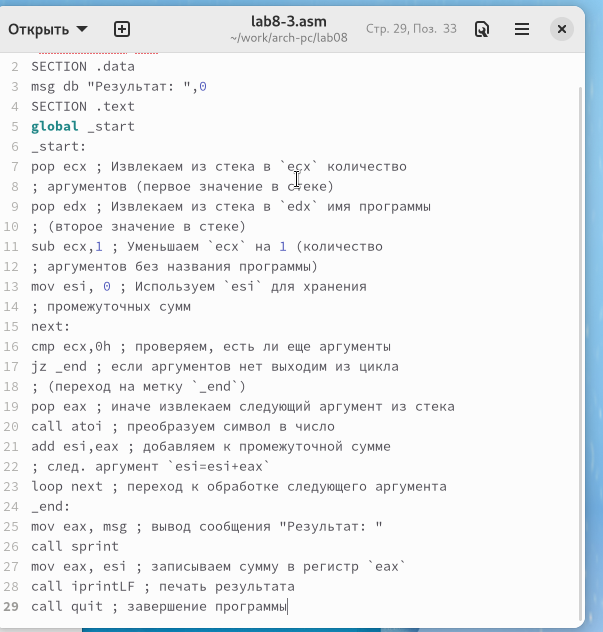 Открыть
lab8-3.asm
~/work/arch-pc/lab08
Стр. 29, Поз. 33
2 SECTION .data
3 msg db "Результат: ",0
4 SECTION .text
5 global _start
6 _start:
7 pop ecx ; Извлекаем из стека в `ecx` количество
8 ; аргументов (первое значение в стеке)
9 pop edx ; Извлекаем из стека в `edx` имя программы
10 ; (второе значение в стеке)
11 sub ecx,1 ; Уменьшаем `ecx` на 1 (количество
12 ; аргументов без названия программы)
13 mov esi, 0 ; Используем `esi` для хранения
14 ; промежуточных сумм
15 next:
16 cmp ecx,0h ; проверяем, есть ли еще аргументы
17 jz _end ; если аргументов нет выходим из цикла
18 ; (переход на метку `_end`)
19 pop eax ; иначе извлекаем следующий аргумент из стека
20 call atoi ; преобразуем символ в число
21 add esi,eax ; добавляем к промежуточной сумме
22 ; след. аргумент `esi=esi+eax`
23 loop next ; переход к обработке следующего аргумента
24 _end:
25 mov eax, msg ; вывод сообщения "Результат: "
26 call sprint
27 mov eax, esi ; записываем сумму в регистр `eax`
28 call iprintLF ; печать результата
29 call quit ; завершение программы